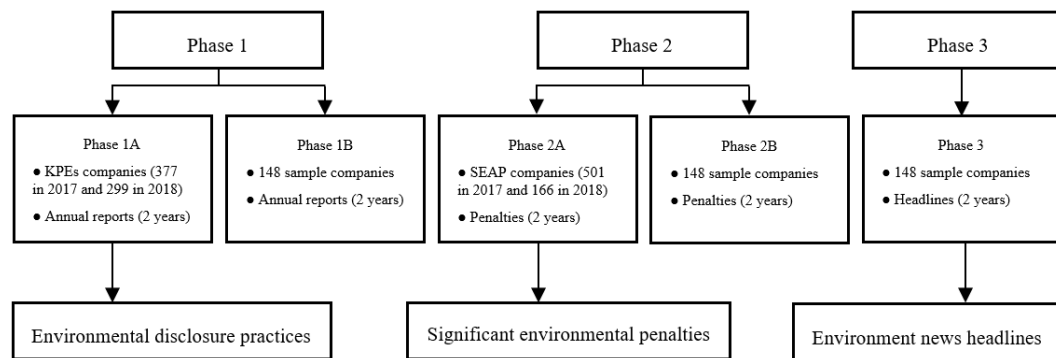 Phase 1
Phase 2
Phase 3
Phase 1A
● KPEs companies (377
in 2017 and 299 in 2018)
● Annual reports (2 years)
Phase 1B
● 148 sample companies
● Annual reports (2 years)
Phase 2A
● SEAP companies (501
in 2017 and 166 in 2018)
● Penalties (2 years)
Phase 2B
● 148 sample companies
● Penalties (2 years)
Phase 3
● 148 sample companies
● Headlines (2 years)
Environmental disclosure practices
Significant environmental penalties
Environment news headlines